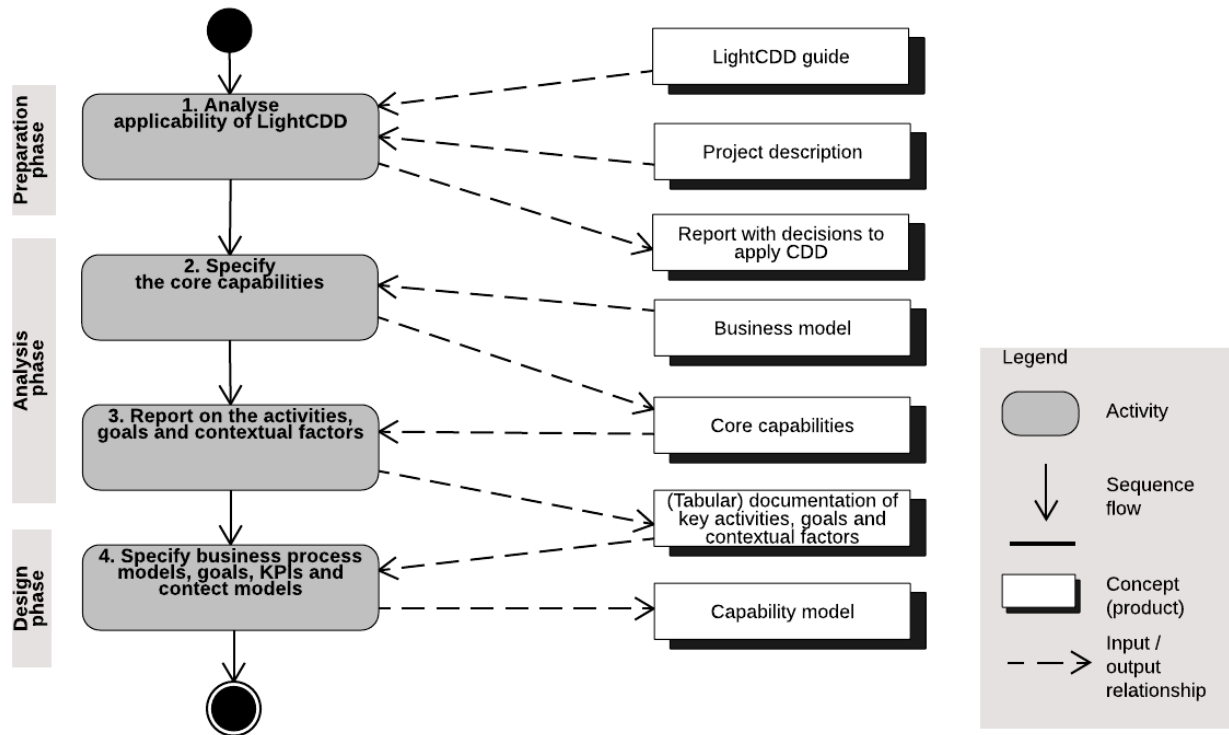 Preparation
phase
1. Analyse
applicability of LightCDD
LightCDD guide
Project description
Report with decisions to
apply CDD
Analysis
phase
2. Specify
the core capabilities
Business model
Core capabilities
3. Report on the activities,
goals and contextual factors
(Tabular) documentation of
key activities, goals and
contextual factors
Design
phase
4. Specify business process
models, goals, KPIs and
contect models
Capability model
Legend
Activity
Sequence
flow
Concept
(product)
Input /
output
relationship